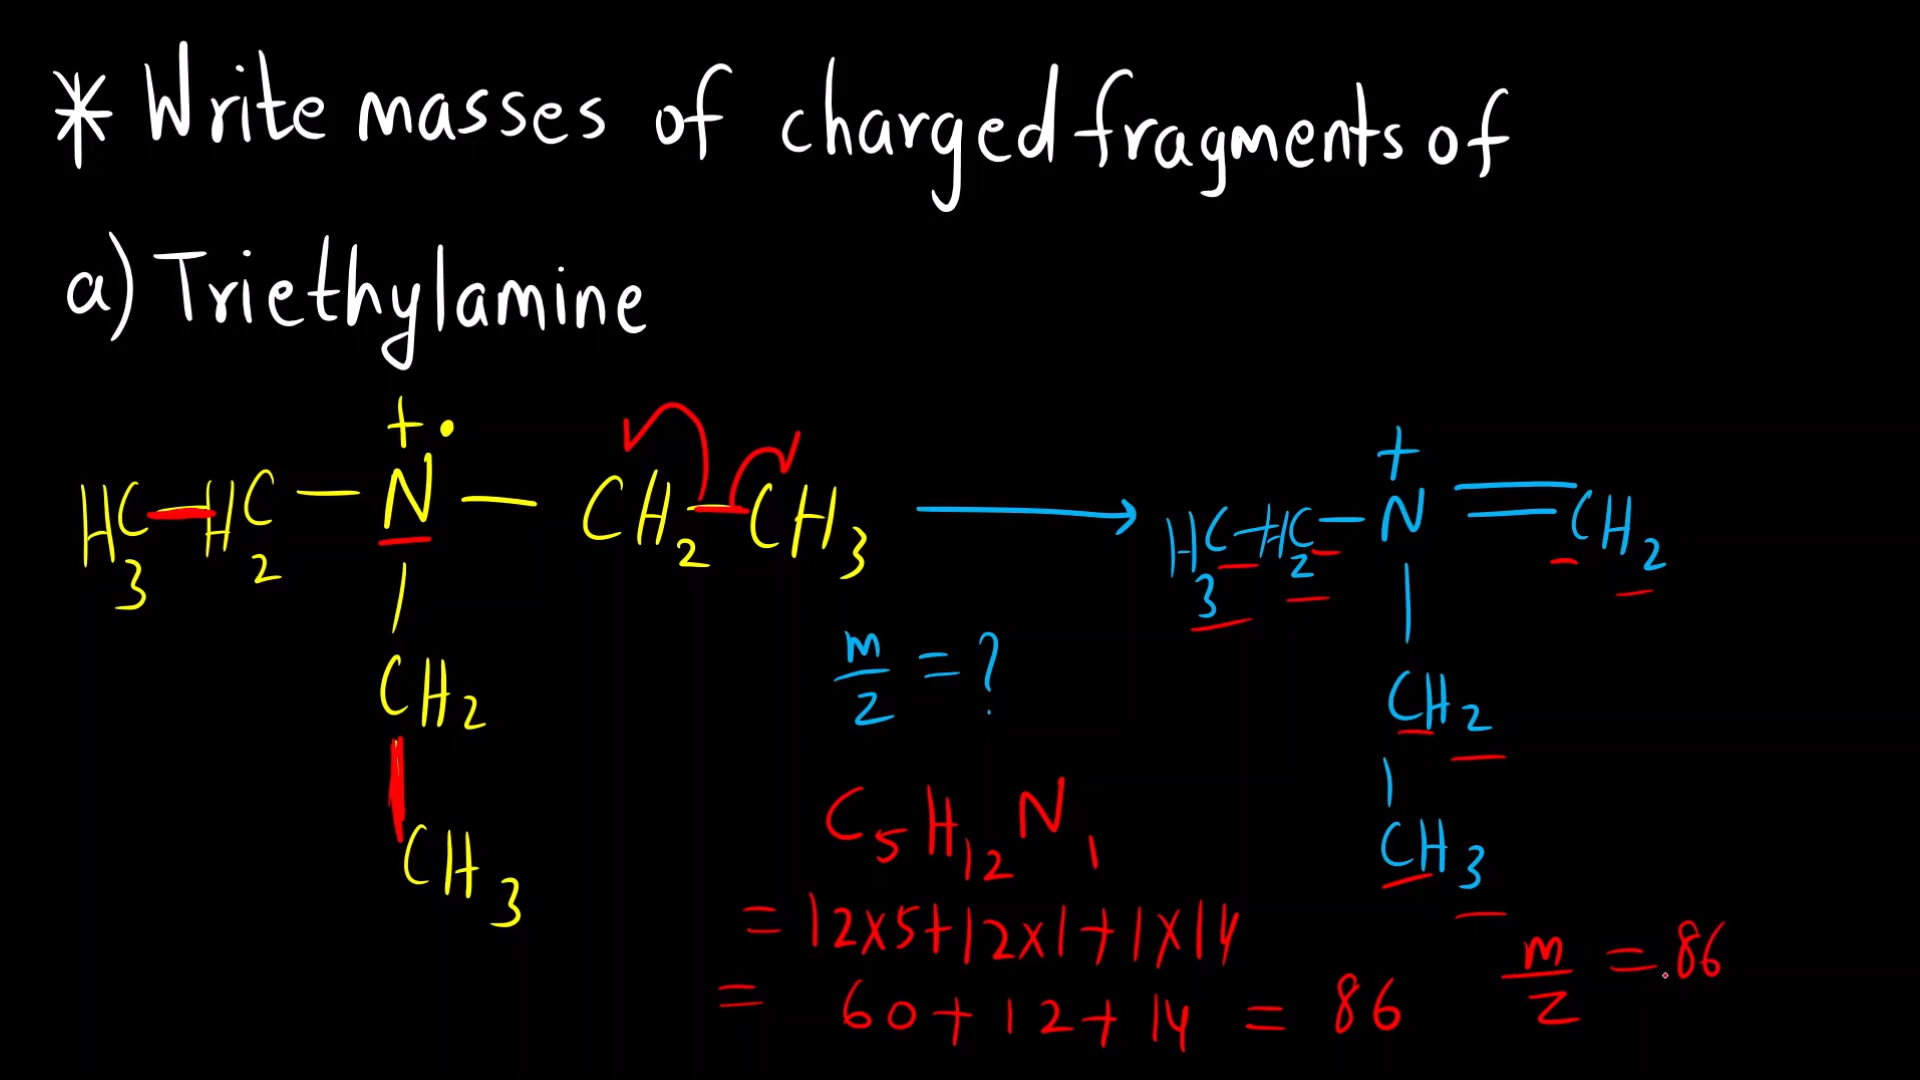 * Write masses of charged fragments of
a) Triethylamine
+•
H3C—H2C—N—CH2—CH3
|
CH2
|
CH3
⟶
+
H3C—H2C—N=CH2
|
CH2
|
CH3
m/z = ?
C5H12N1
= 12x5+12x1+1x14
= 60+12+14 = 86
m/z = 86